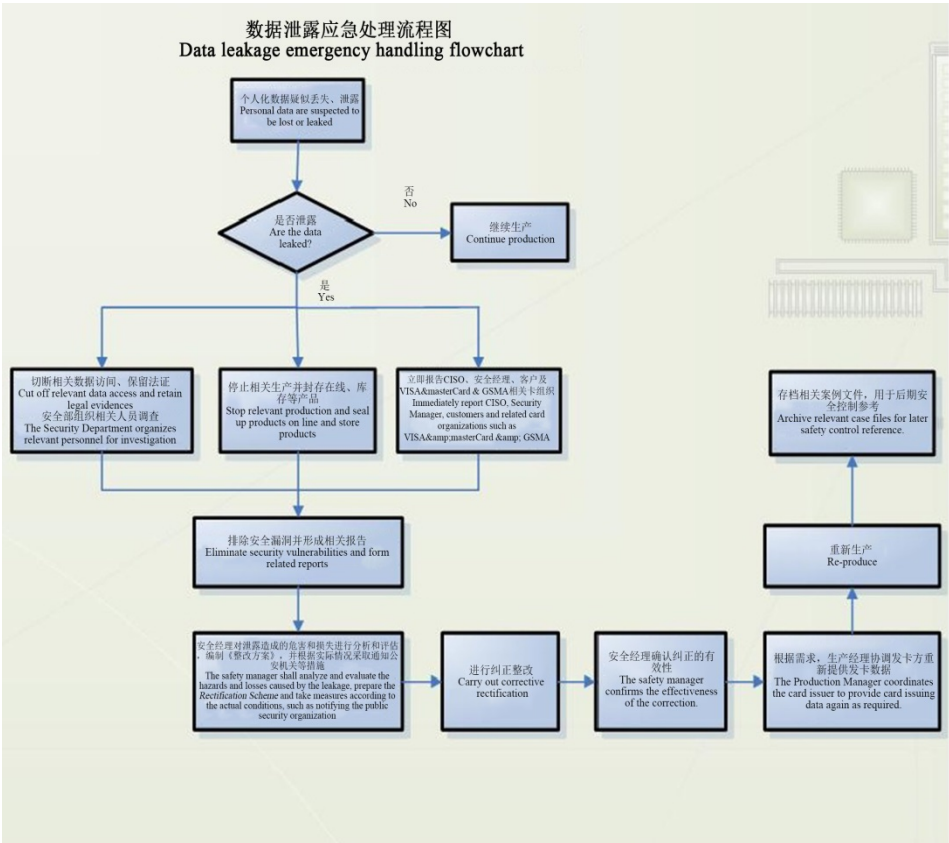 数据泄露应急处理流程图
Data leakage emergency handling flowchart
个人化数据疑似丢失、泄露
Personal data are suspected to
be lost or leaked
是否泄露
Are the data
leaked?
否
No
继续生产
Continue production
是
Yes
切断相关数据访问、保留法证
Cut off relevant data access and retain
legal evidences
安全部组织相关人员调查
The Security Department organizes
relevant personnel for investigation
停止相关生产并封存在线、库
存等产品
Stop relevant production and seal
up products on line and store
products
立即报告CISO、安全经理、客户及
VISA&masterCard & GSMA相关卡组织
Immediately report CISO, Security
Manager, customers and related card
organizations such as
VISA&amp;masterCard &amp; GSMA
排除安全漏洞并形成相关报告
Eliminate security vulnerabilities and form
related reports
安全经理对泄露造成的危害和损失进行分析和评估
，编制《整改方案》，并根据实际情况采取通知公
安机关等措施
The safety manager shall analyze and evaluate the
hazards and losses caused by the leakage, prepare the
Rectification Scheme and take measures according to
the actual conditions, such as notifying the public
security organization
进行纠正整改
Carry out corrective
rectification
安全经理确认纠正的有
效性
The safety manager
confirms the effectiveness
of the correction.
根据需求，生产经理协调发卡方重
新提供发卡数据
The Production Manager coordinates
the card issuer to provide card issuing
data again as required.
重新生产
Re-produce
存档相关案例文件，用于后期安
全控制参考
Archive relevant case files for later
safety control reference.